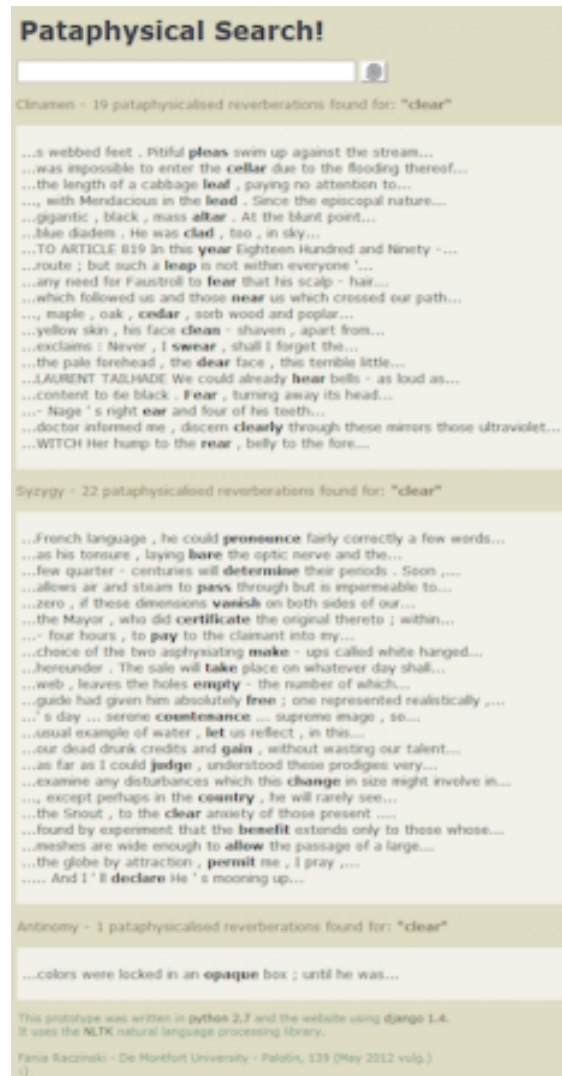 Pataphysical Search!
Clinamen - 19 pataphysicalised reverberations found for: "clear"
...s webbed feet . Pitiful pleas swim up against the stream...
...was impossible to enter the cellar due to the flooding thereof...
...the length of a cabbage leaf , paying no attention to...
..., with Mendacious in the lead . Since the episcopal nature...
...gigantic , black , mass altar . At the blunt point...
...blue diadem . He was clad , too , in sky...
...TO ARTICLE 819 In this year Eighteen Hundred and Ninety -...
...route ; but such a leap is not within everyone '...
...any need for Faustroll to fear that his scalp - hair...
...which followed us and those near us which crossed our path...
..., maple , oak , cedar , sorb wood and poplar...
...yellow skin , his face clean - shaven , apart from...
...exclaims : Never , I swear , shall I forget the...
...the pale forehead , the dear face , this terrible little...
...LAURENT TAILHADE We could already hear bells - as loud as...
...content to be black . Fear , turning away its head...
...- Nage ' s right ear and four of his teeth...
...doctor informed me , discern clearly through these mirrors those ultraviolet...
...WITCH Her hump to the rear , belly to the fore...
Syzygy - 22 pataphysicalised reverberations found for: "clear"
...French language , he could pronounce fairly correctly a few words...
...as his tonsure , laying bare the optic nerve and the...
...few quarter - centuries will determine their periods . Soon ,...
...allows air and steam to pass through but is impermeable to...
...zero , if these dimensions vanish on both sides of our...
...the Mayor , who did certificate the original thereto ; within...
...- four hours , to pay to the claimant into my...
...choice of the two asphyxiating make - ups called white hanged...
...hereunder . The sale will take place on whatever day shall...
...web , leaves the holes empty - the number of which...
...guide had given him absolutely free ; one represented realistically ,...
...' s day ... serene countenance .... supreme image , so...
...usual example of water , let us reflect , in this...
...our dead drunk credits and gain , without wasting our talent...
...as far as I could judge , understood these prodigies very...
...examine any disturbances which this change in size might involve in...
..., except perhaps in the country , he will rarely see...
...the Snout , to the clear anxiety of those present .....
...found by experiment that the benefit extends only to those whose...
...meshes are wide enough to allow the passage of a large...
...the globe by attraction , permit me , I pray ,...
..... And I ' ll declare He ' s mooning up...
Antinomy - 1 pataphysicalised reverberations found for: "clear"
...colors were locked in an opaque box ; until he was...
This prototype was written in python 2.7 and the website using django 1.4.
It uses the NLTK natural language processing library.
Fania Raczinski - De Montfort University - Palotin, 139 (May 2012 vulg.)